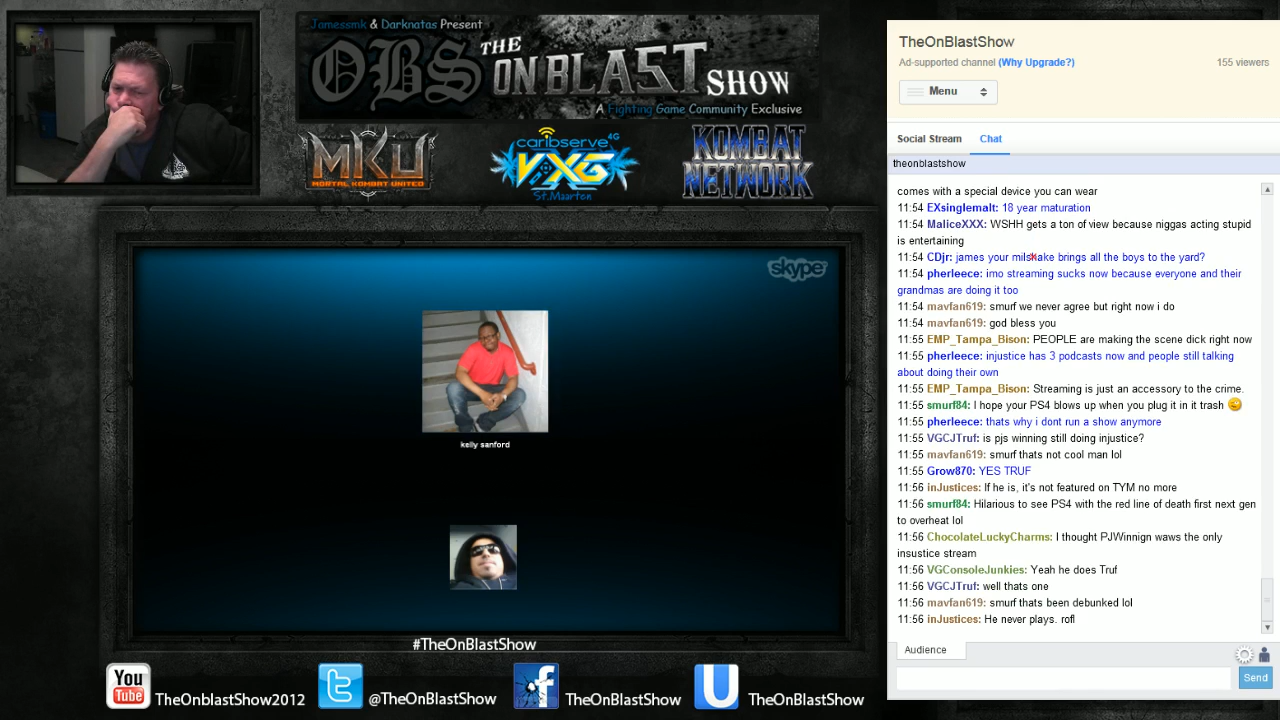 Jamessmk & Darknatas Present
OBS THE ON BLAST SHOW
A Fighting Game Community Exclusive
MKU
MORTAL KOMBAT UNITED
caribserve 4G
VXG
St.Maarten
KOMBAT
NETWORK
skype
kelly sanford
#TheOnBlastShow
You Tube TheOnblastShow2012
t @TheOnBlastShow
f TheOnBlastShow
U TheOnBlastShow
TheOnBlastShow
Ad-supported channel (Why Upgrade?) 155 viewers
Menu
Social Stream Chat
theonblastshow
comes with a special device you can wear
11:54 EXsinglemalt: 18 year maturation
11:54 MaliceXXX: WSHH gets a ton of view because niggas acting stupid
is entertaining
11:54 CDjr: james your milshake brings all the boys to the yard?
11:54 pherleece: imo streaming sucks now because everyone and their
grandmas are doing it too
11:54 mavfan619: smurf we never agree but right now i do
11:54 mavfan619: god bless you
11:55 EMP_Tampa_Bison: PEOPLE are making the scene dick right now
11:55 pherleece: injustice has 3 podcasts now and people still talking
about doing their own
11:55 EMP_Tampa_Bison: Streaming is just an accessory to the crime.
11:55 smurf84: I hope your PS4 blows up when you plug it in it trash
11:55 pherleece: thats why i dont run a show anymore
11:55 VGCJTruf: is pjs winning still doing injustice?
11:55 mavfan619: smurf thats not cool man lol
11:55 Grow870: YES TRUF
11:56 inJustices: If he is, it's not featured on TYM no more
11:56 smurf84: Hilarious to see PS4 with the red line of death first next gen
to overheat lol
11:56 ChocolateLuckyCharms: I thought PJWinnign waws the only
insustice stream
11:56 VGConsoleJunkies: Yeah he does Truf
11:56 VGCJTruf: well thats one
11:56 mavfan619: smurf thats been debunked lol
11:56 inJustices: He never plays. rofl
Audience
Send